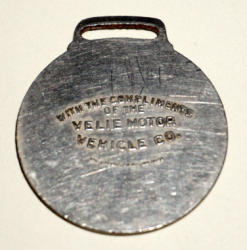 WITH THE COMPLIMENTS
OF THE
VELIE MOTOR
VEHICLE CO.